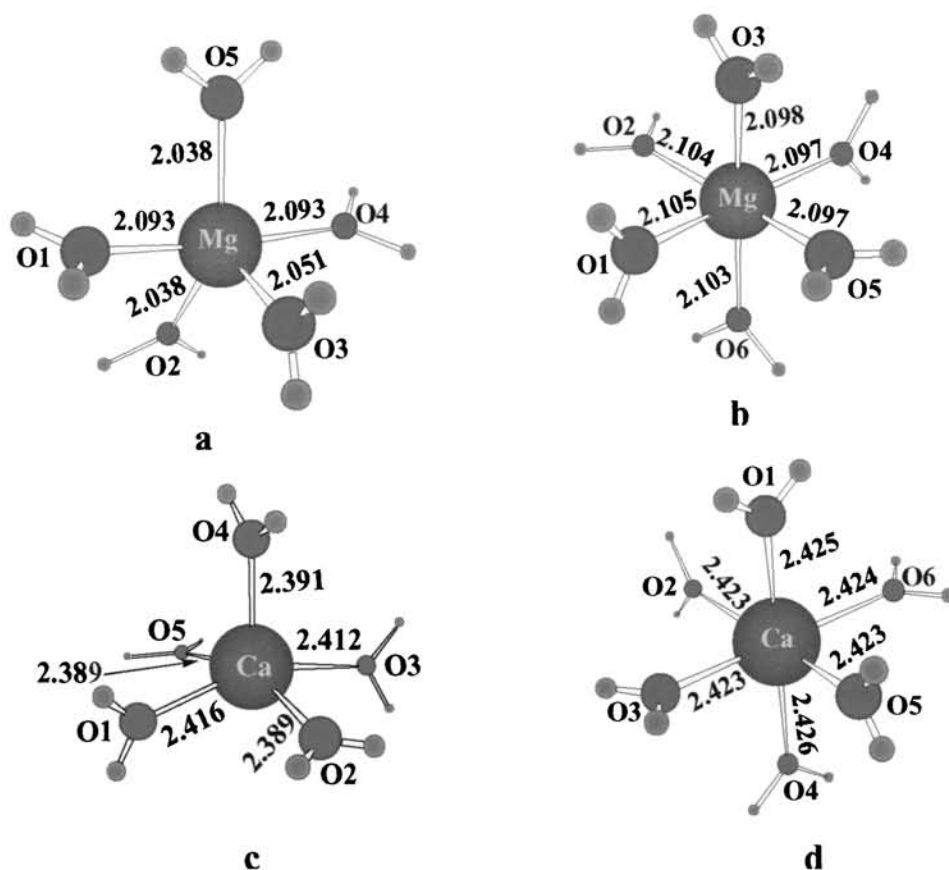 O5
2.038
2.093
2.093
O4
Mg
O1
2.038
2.051
O2
O3
a
O3
2.098
O2
2.104
2.097
O4
Mg
2.105
2.097
O1
2.103
O5
O6
b
O4
2.391
O5
2.412
Ca
O3
2.389
O1
2.416
2.389
O2
c
O1
2.425
O2
2.423
2.424
O6
Ca
2.423
2.423
O3
O5
2.426
O4
d